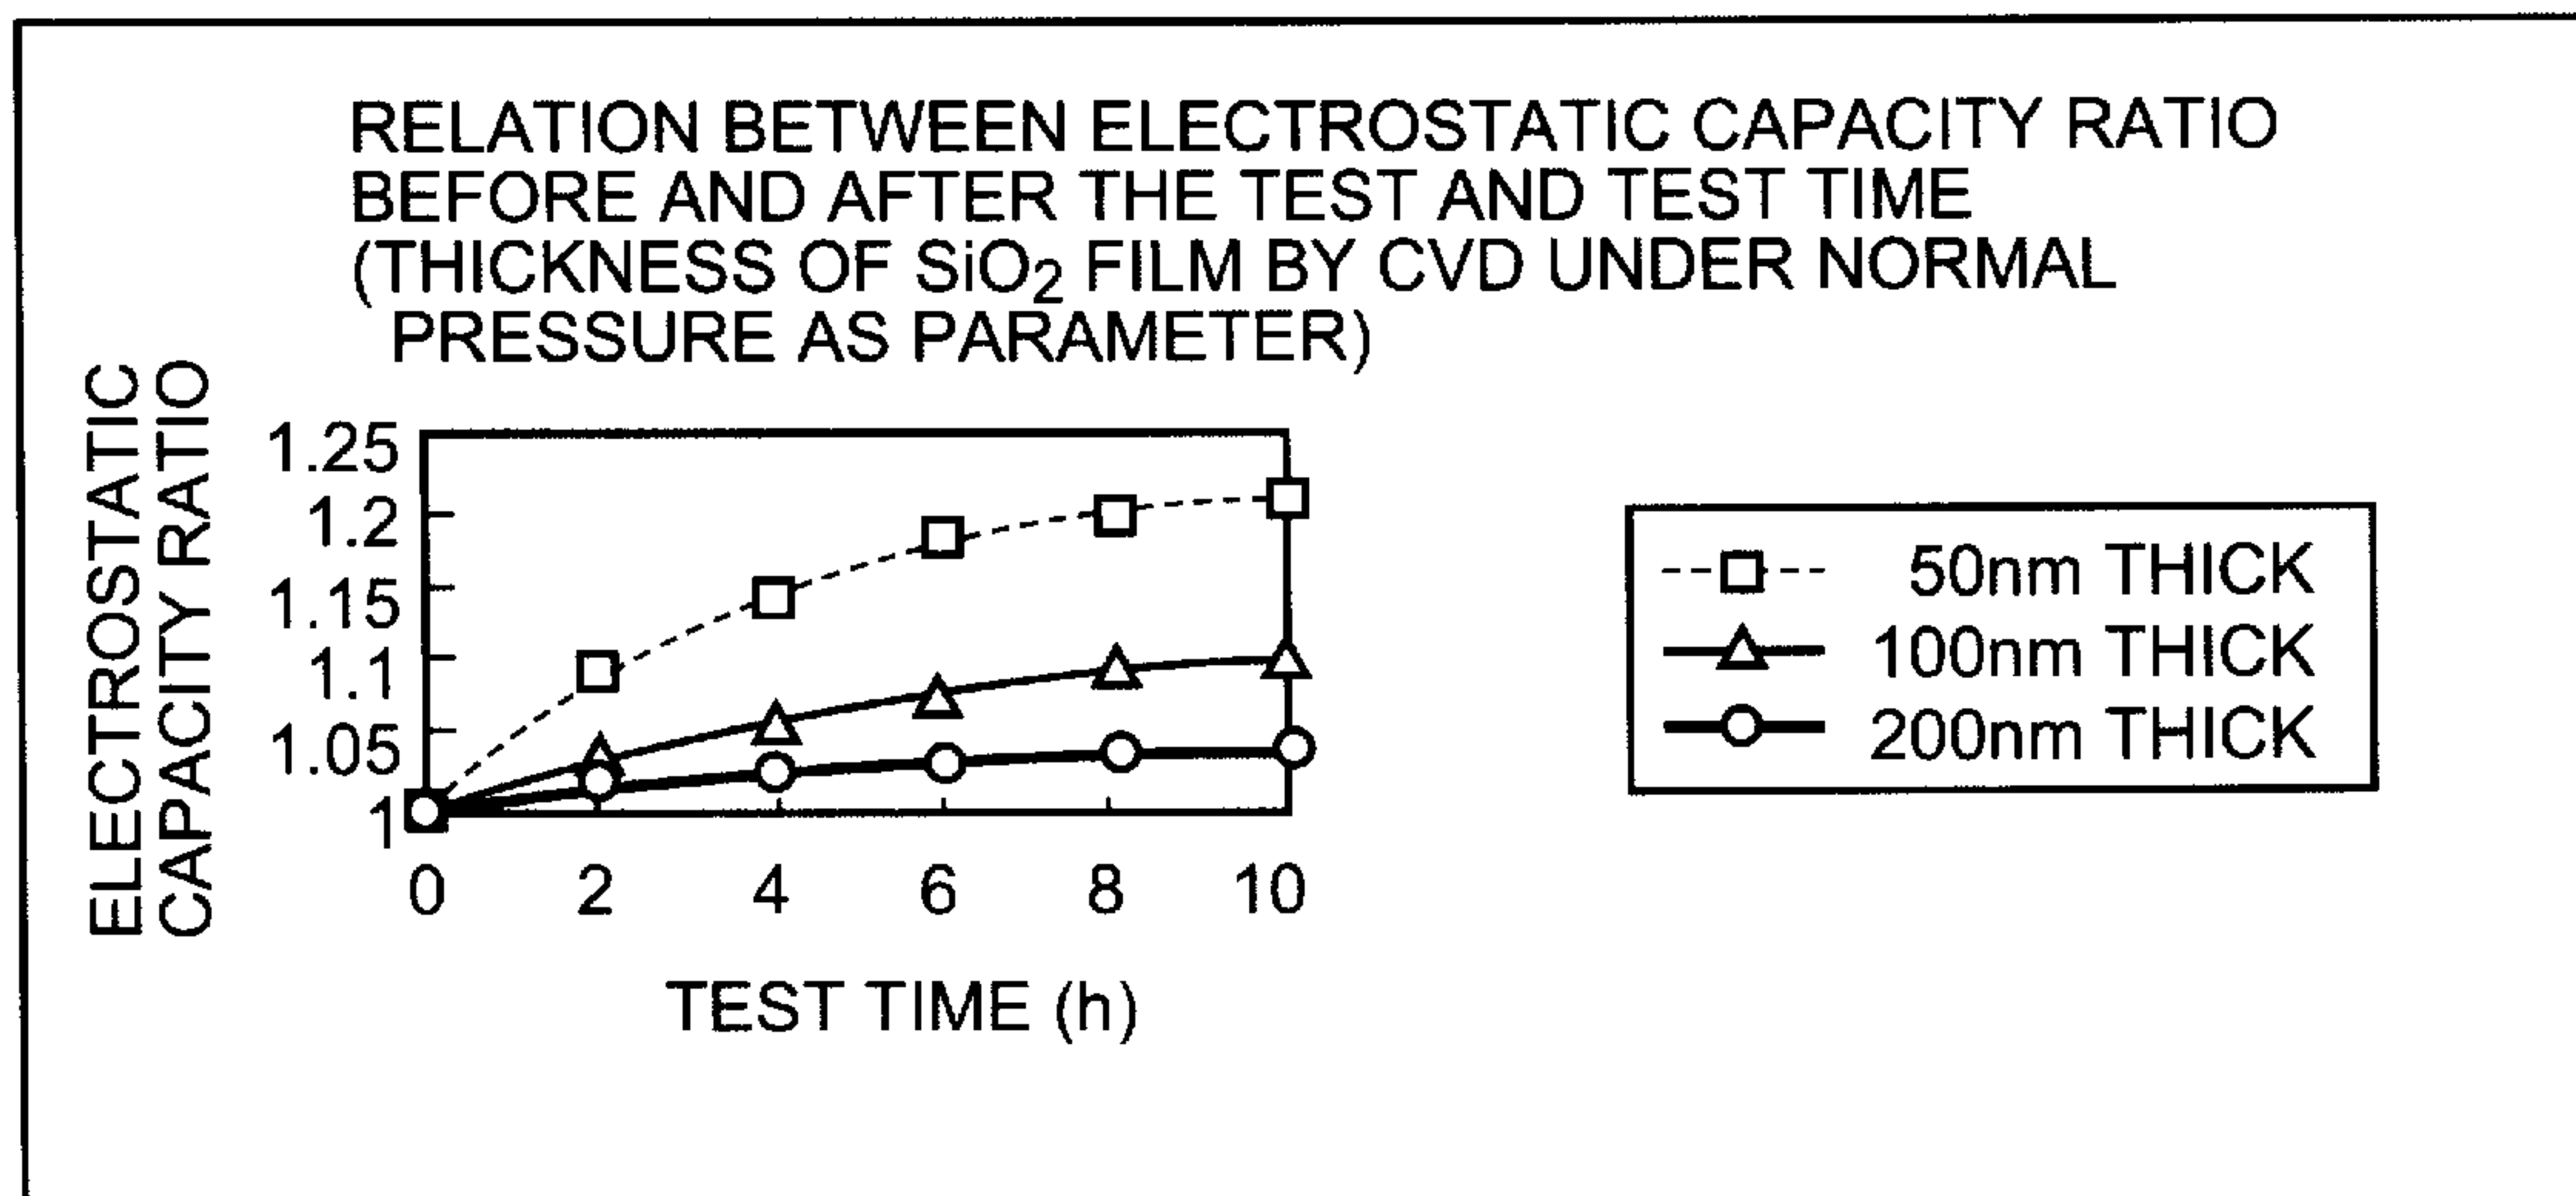 RELATION BETWEEN ELECTROSTATIC CAPACITY RATIO
BEFORE AND AFTER THE TEST AND TEST TIME
(THICKNESS OF SiO2 FILM BY CVD UNDER NORMAL
PRESSURE AS PARAMETER)
ELECTROSTATIC
CAPACITY RATIO
1.25
1.2
1.15
1.1
1.05
1
0 2 4 6 8 10
TEST TIME (h)
50nm THICK
100nm THICK
200nm THICK